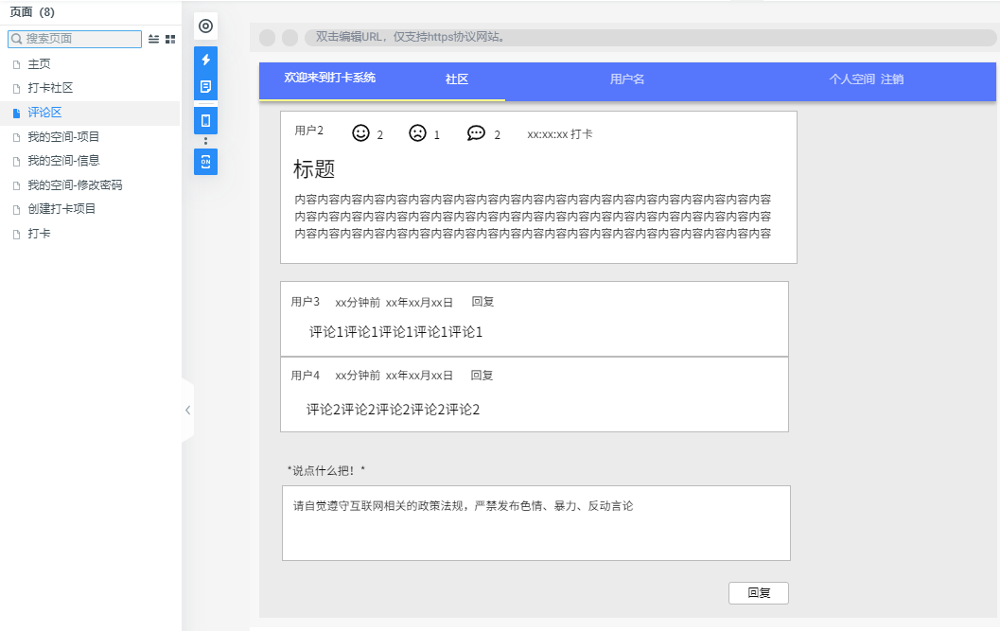 页面 (8)
搜索页面
主页
打卡社区
评论区
我的空间-项目
我的空间-信息
我的空间-修改密码
创建打卡项目
打卡
ON
双击编辑URL，仅支持https协议网站。
欢迎来到打卡系统 社区 用户名 个人空间 注销
用户2 2 1 2 xx:xx:xx 打卡
标题
内容内容内容内容内容内容内容内容内容内容内容内容内容内容内容内容内容内容内容内容内容
内容内容内容内容内容内容内容内容内容内容内容内容内容内容内容内容内容内容内容内容内容
内容内容内容内容内容内容内容内容内容内容内容内容内容内容内容内容内容内容内容内容内容
用户3 xx分钟前 xx年xx月xx日 回复
评论1评论1评论1评论1评论1
用户4 xx分钟前 xx年xx月xx日 回复
评论2评论2评论2评论2评论2
*说点什么把！*
请自觉遵守互联网相关的政策法规，严禁发布色情、暴力、反动言论
回复